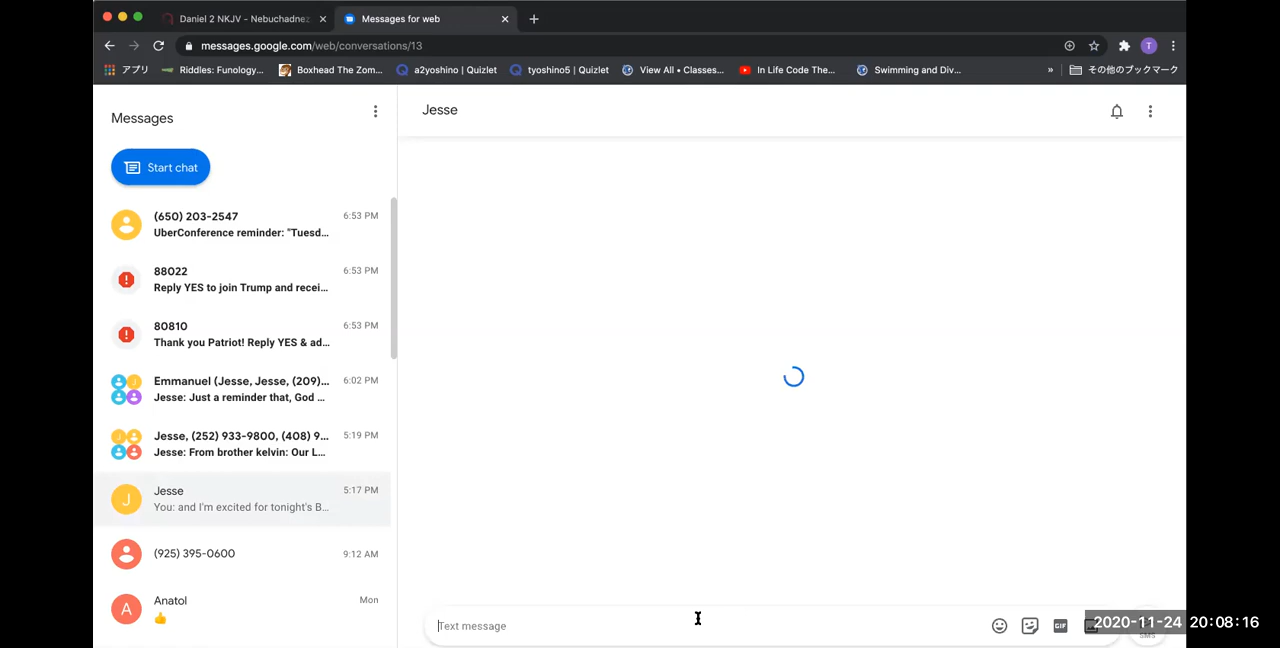 Daniel 2 NKJV - Nebuchadnez
Messages for web
messages.google.com/web/conversations/13
T
アプリ
Riddles: Funology...
Boxhead The Zom...
a2yoshino | Quizlet
tyoshino5 | Quizlet
View All • Classes...
In Life Code The...
Swimming and Div...
»
その他のブックマーク
Messages
Start chat
(650) 203-2547
6:53 PM
UberConference reminder: "Tuesd...
88022
6:53 PM
Reply YES to join Trump and recei...
80810
6:53 PM
Thank you Patriot! Reply YES & ad...
Emmanuel (Jesse, Jesse, (209)...
6:02 PM
Jesse: Just a reminder that, God ...
Jesse, (252) 933-9800, (408) 9...
5:19 PM
Jesse: From brother kelvin: Our L...
J
Jesse
5:17 PM
You: and I'm excited for tonight's B...
(925) 395-0600
9:12 AM
A
Anatol
Mon
Jesse
Text message
GIF
SMS
2020-11-24 20:08:16